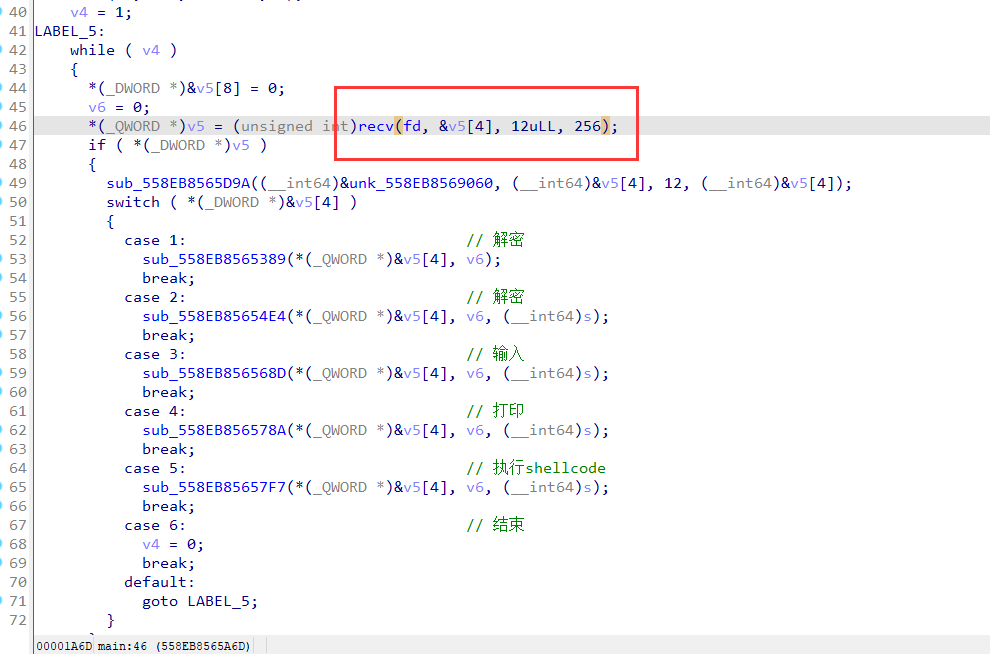 40 v4 = 1;
41 LABEL_5:
42 while ( v4 )
43 {
44 *(_DWORD *)&v5[8] = 0;
45 v6 = 0;
46 *(_QWORD *)v5 = (unsigned int)recv(fd, &v5[4], 12uLL, 256);
47 if ( *(_DWORD *)v5 )
48 {
49 sub_558EB8565D9A((__int64)&unk_558EB8569060, (__int64)&v5[4], 12, (__int64)&v5[4]);
50 switch ( *(_DWORD *)&v5[4] )
51 {
52 case 1: // 解密
53 sub_558EB8565389(*(_QWORD *)&v5[4], v6);
54 break;
55 case 2: // 解密
56 sub_558EB85654E4(*(_QWORD *)&v5[4], v6, (__int64)s);
57 break;
58 case 3: // 输入
59 sub_558EB856568D(*(_QWORD *)&v5[4], v6, (__int64)s);
60 break;
61 case 4: // 打印
62 sub_558EB856578A(*(_QWORD *)&v5[4], v6, (__int64)s);
63 break;
64 case 5: // 执行shellcode
65 sub_558EB85657F7(*(_QWORD *)&v5[4], v6, (__int64)s);
66 break;
67 case 6: // 结束
68 v4 = 0;
69 break;
70 default:
71 goto LABEL_5;
72 }
00001A6D main:46 (558EB8565A6D)